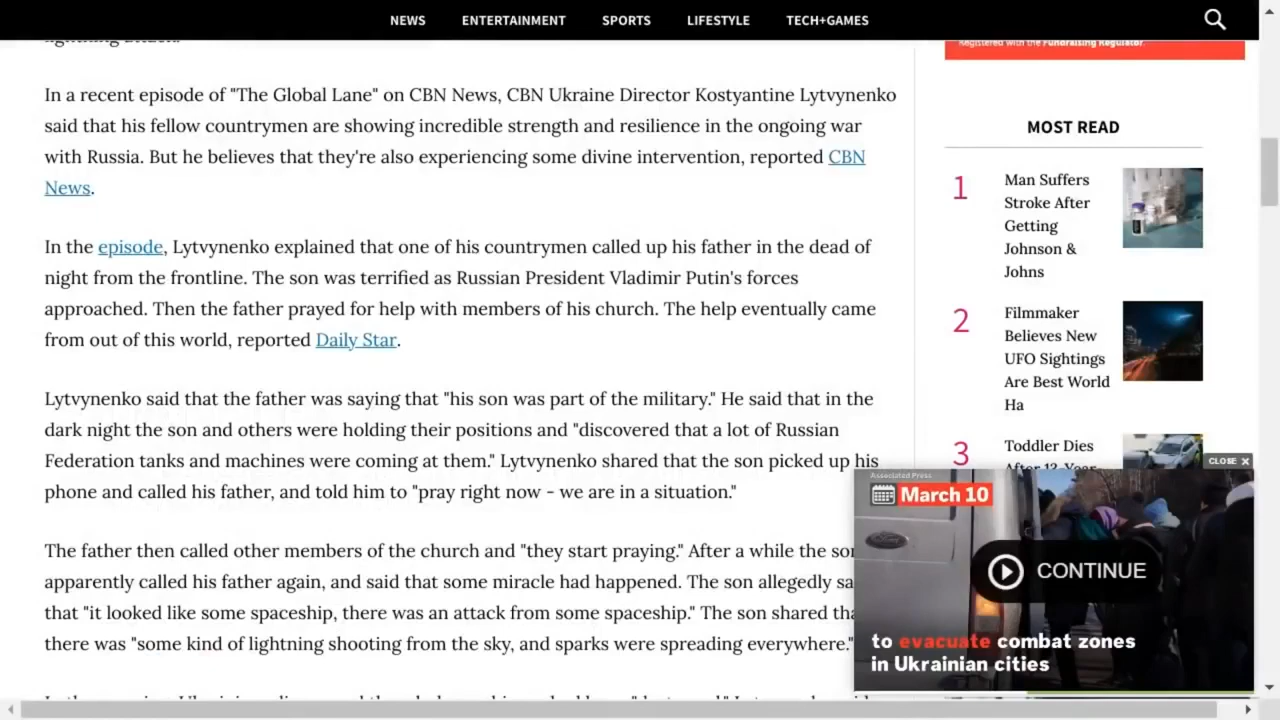 NEWS ENTERTAINMENT SPORTS LIFESTYLE TECH+GAMES
In a recent episode of "The Global Lane" on CBN News, CBN Ukraine Director Kostyantine Lytvynenko
said that his fellow countrymen are showing incredible strength and resilience in the ongoing war
with Russia. But he believes that they're also experiencing some divine intervention, reported CBN
News.
In the episode, Lytvynenko explained that one of his countrymen called up his father in the dead of
night from the frontline. The son was terrified as Russian President Vladimir Putin's forces
approached. Then the father prayed for help with members of his church. The help eventually came
from out of this world, reported Daily Star.
Lytvynenko said that the father was saying that "his son was part of the military." He said that in the
dark night the son and others were holding their positions and "discovered that a lot of Russian
Federation tanks and machines were coming at them." Lytvynenko shared that the son picked up his
phone and called his father, and told him to "pray right now - we are in a situation."
The father then called other members of the church and "they start praying." After a while the son
apparently called his father again, and said that some miracle had happened. The son allegedly sa
that "it looked like some spaceship, there was an attack from some spaceship." The son shared tha
there was "some kind of lightning shooting from the sky, and sparks were spreading everywhere."
Registered with the Fundraising Regulator.
MOST READ
1
Man Suffers
Stroke After
Getting
Johnson &
Johns
2
Filmmaker
Believes New
UFO Sightings
Are Best World
Ha
3
Toddler Dies
After 13-Year-
CLOSE X
Associated Press
March 10
CONTINUE
to evacuate combat zones
in Ukrainian cities